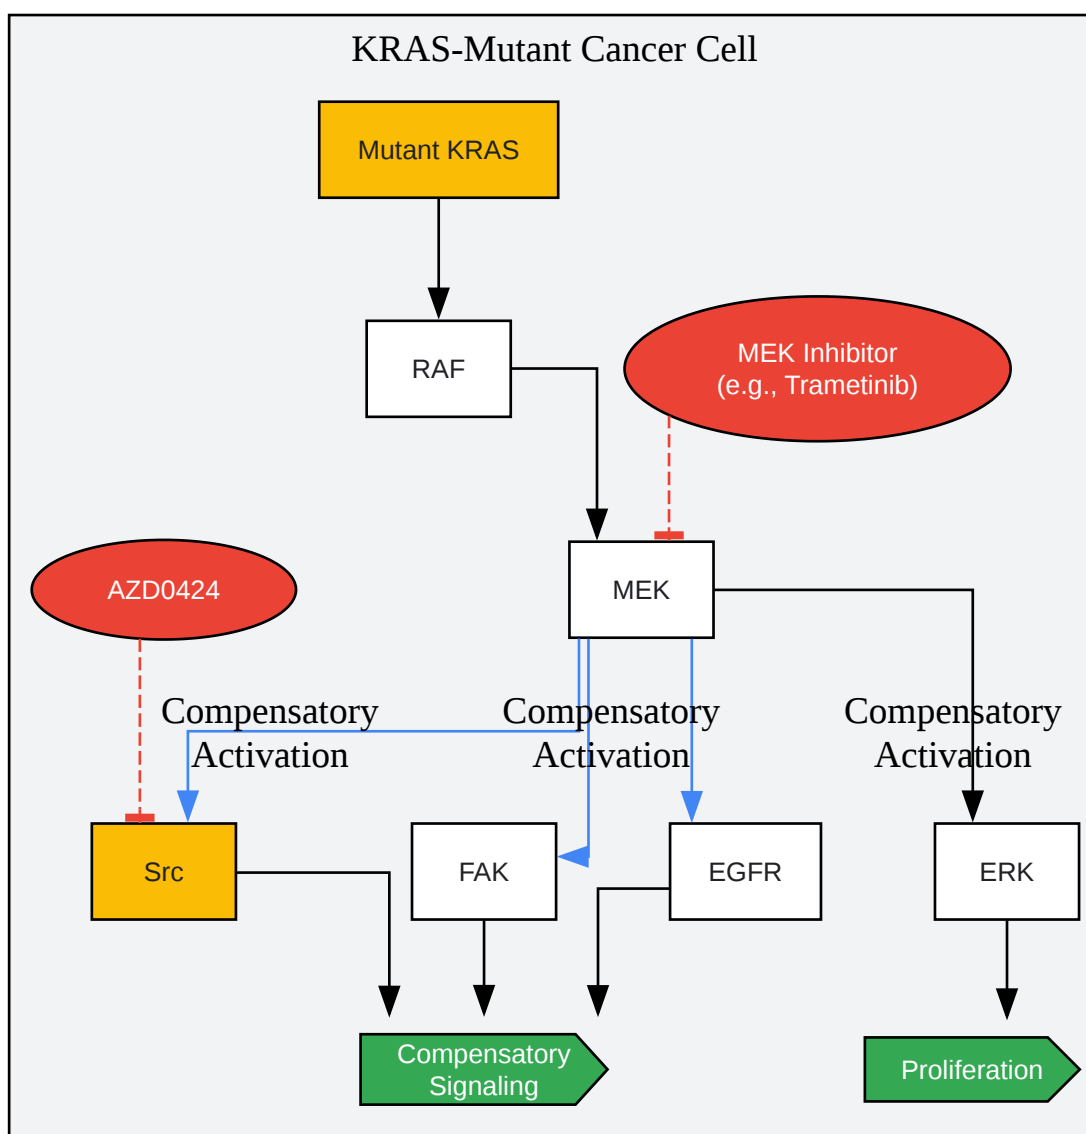 KRAS-Mutant Cancer Cell
Mutant KRAS
RAF
MEK Inhibitor
(e.g., Trametinib)
AZD0424
MEK
Compensatory
Activation
Compensatory
Activation
Compensatory
Activation
Src
FAK
EGFR
ERK
Compensatory
Signaling
Proliferation